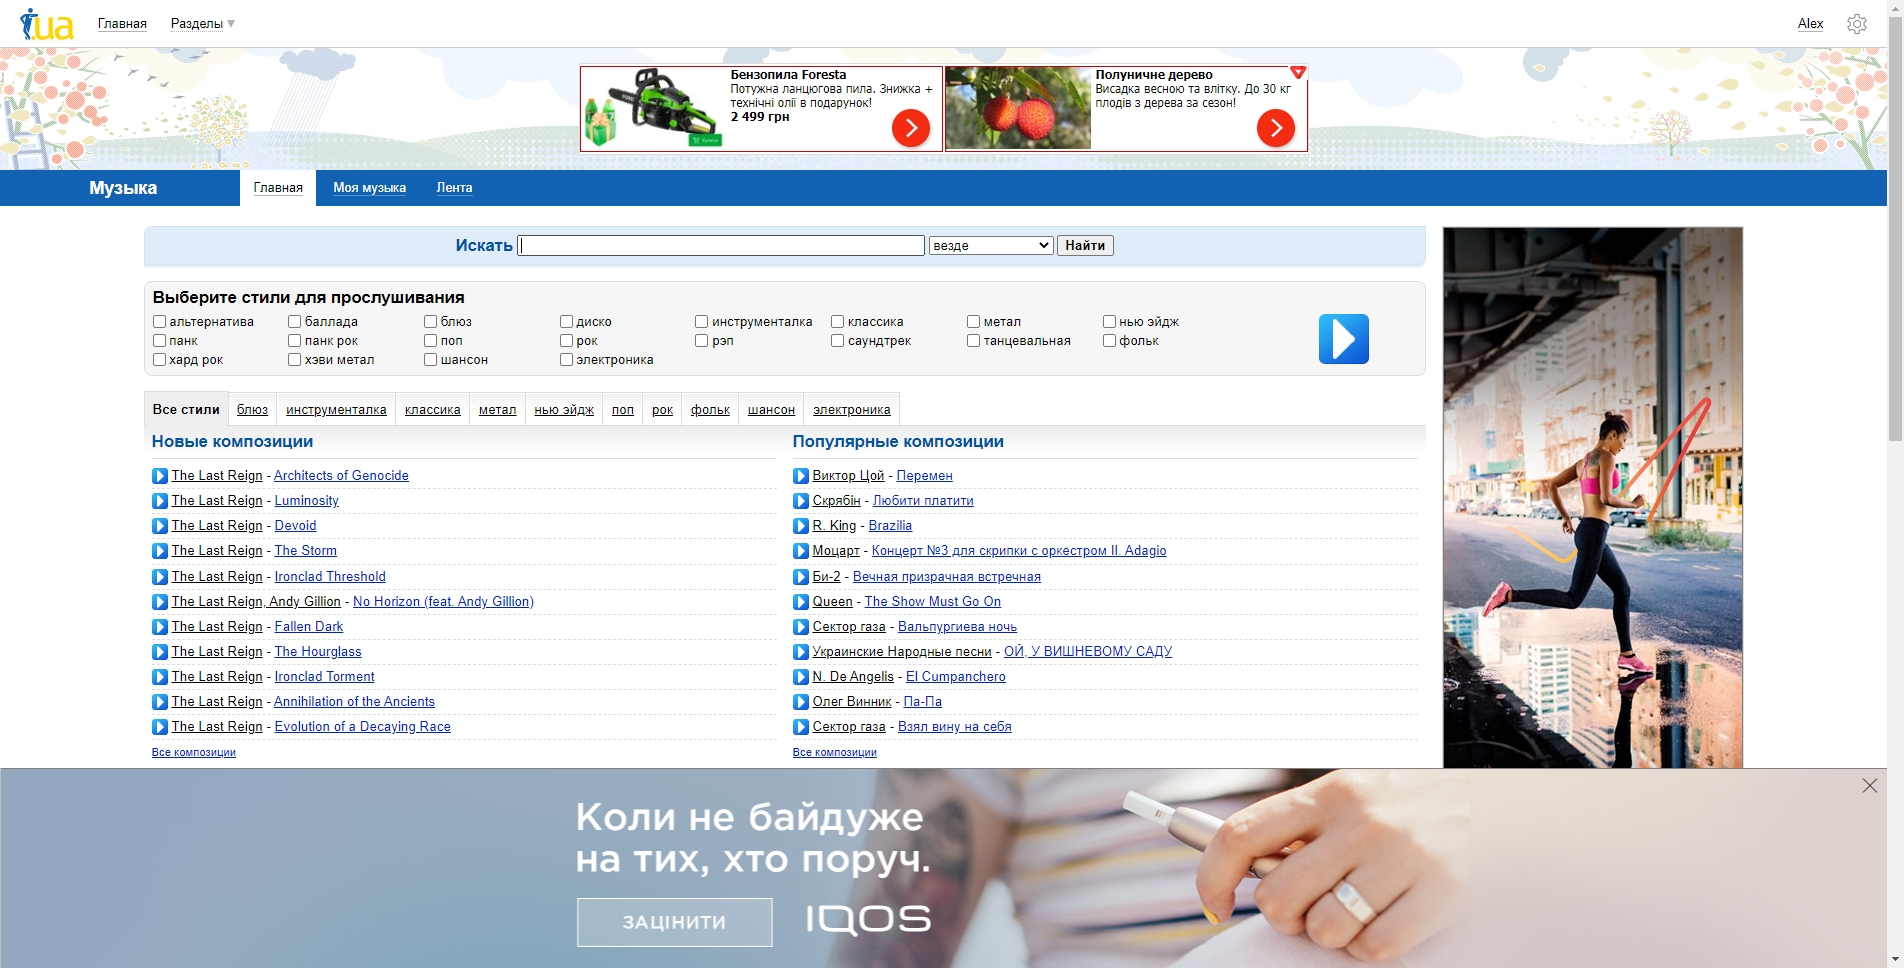 i.ua
Главная
Разделы
Alex
Бензопила Foresta
Потужна ланцюгова пила. Знижка +
технічні олії в подарунок!
2 499 грн
Полуничне дерево
Висадка весною та влітку. До 30 кг
плодів з дерева за сезон!
Музыка
Главная
Моя музыка
Лента
Искать
везде
Найти
Выберите стили для прослушивания
альтернатива баллада блюз диско инструменталка классика метал нью эйдж
панк панк рок поп рок рэп саундтрек танцевальная фольк
хард рок хэви метал шансон электроника
Все стили блюз инструменталка классика метал нью эйдж поп рок фольк шансон электроника
Новые композиции
The Last Reign - Architects of Genocide
The Last Reign - Luminosity
The Last Reign - Devoid
The Last Reign - The Storm
The Last Reign - Ironclad Threshold
The Last Reign, Andy Gillion - No Horizon (feat. Andy Gillion)
The Last Reign - Fallen Dark
The Last Reign - The Hourglass
The Last Reign - Ironclad Torment
The Last Reign - Annihilation of the Ancients
The Last Reign - Evolution of a Decaying Race
Все композиции
Популярные композиции
Виктор Цой - Перемен
Скрябін - Любити платити
R. King - Brazilia
Моцарт - Концерт №3 для скрипки с оркестром II. Adagio
Би-2 - Вечная призрачная встречная
Queen - The Show Must Go On
Сектор газа - Вальпургиева ночь
Украинские Народные песни - ОЙ, У ВИШНЕВОМУ САДУ
N. De Angelis - El Cumpanchero
Олег Винник - Па-Па
Сектор газа - Взял вину на себя
Все композиции
Коли не байдуже
на тих, хто поруч.
ЗАЦІНИТИ
IQOS